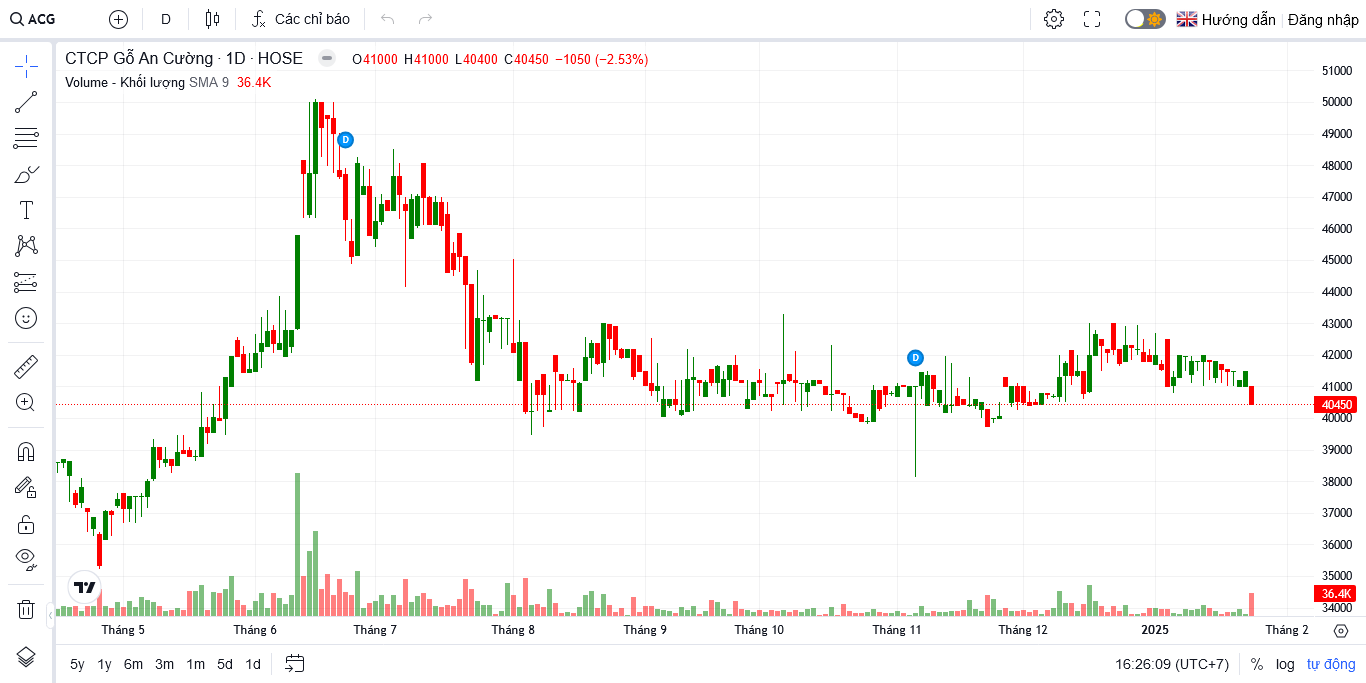 ACG D Các chỉ báo Hướng dẫn Đăng nhập
CTCP Gỗ An Cường · 1D · HOSE O41000 H41000 L40400 C40450 −1050 (−2.53%)
Volume - Khối lượng SMA 9 36.4K
D
D
51000
50000
49000
48000
47000
46000
45000
44000
43000
42000
41000
40450
40000
39000
38000
37000
36000
35000
36.4K
34000
Tháng 5 Tháng 6 Tháng 7 Tháng 8 Tháng 9 Tháng 10 Tháng 11 Tháng 12 2025 Tháng 2
5y 1y 6m 3m 1m 5d 1d 16:26:09 (UTC+7) % log tự động